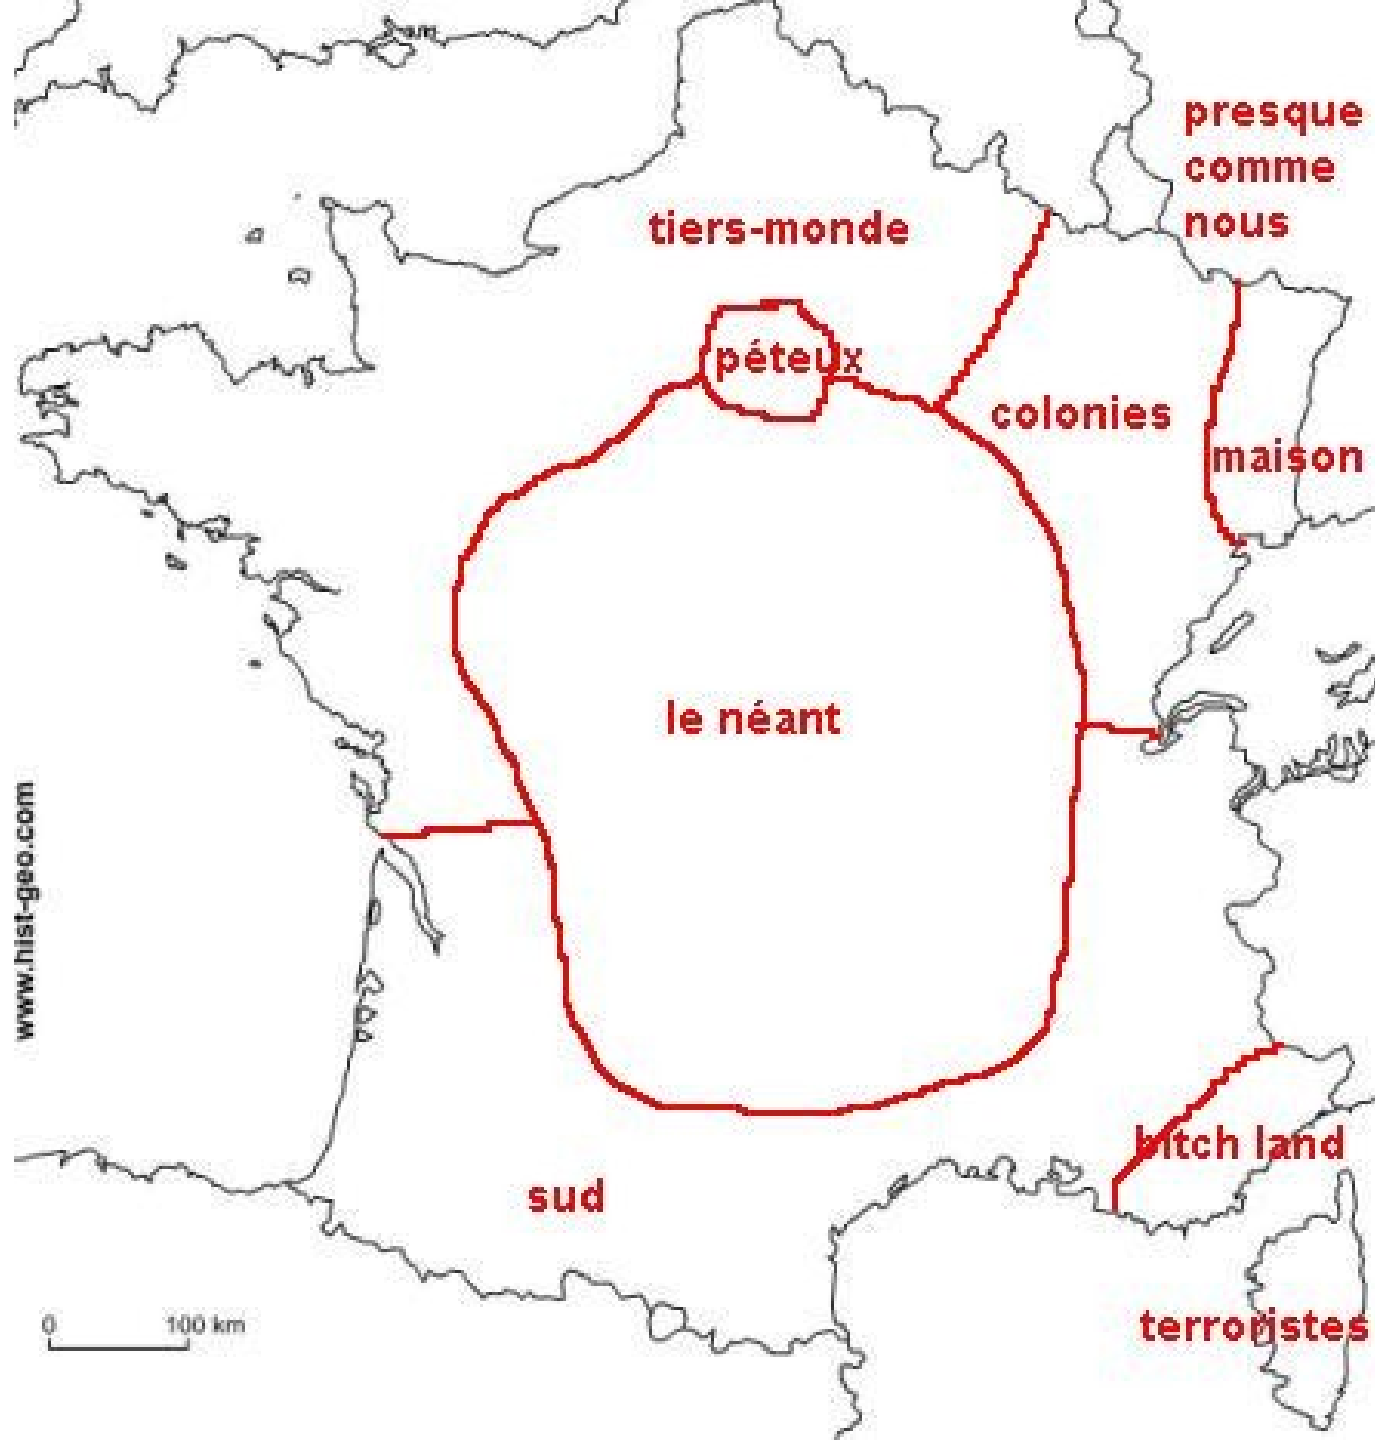 presque
comme
nous
tiers-monde
péteux
colonies
maison
le néant
www.hist-geo.com
bitch land
sud
terroristes
0 100 km